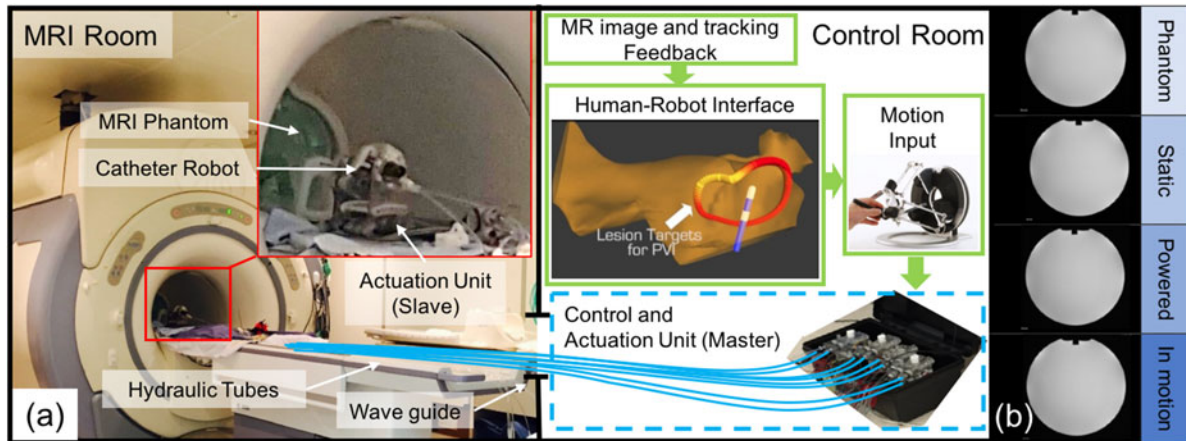 MRI Room
MRI Phantom
Catheter Robot
Actuation Unit
(Slave)
Hydraulic Tubes
Wave guide
(a)
MR image and tracking
Feedback
Control Room
Human-Robot Interface
Lesion Targets
for PVI
Motion
Input
Control and
Actuation Unit (Master)
(b)
Phantom
Static
Powered
In motion